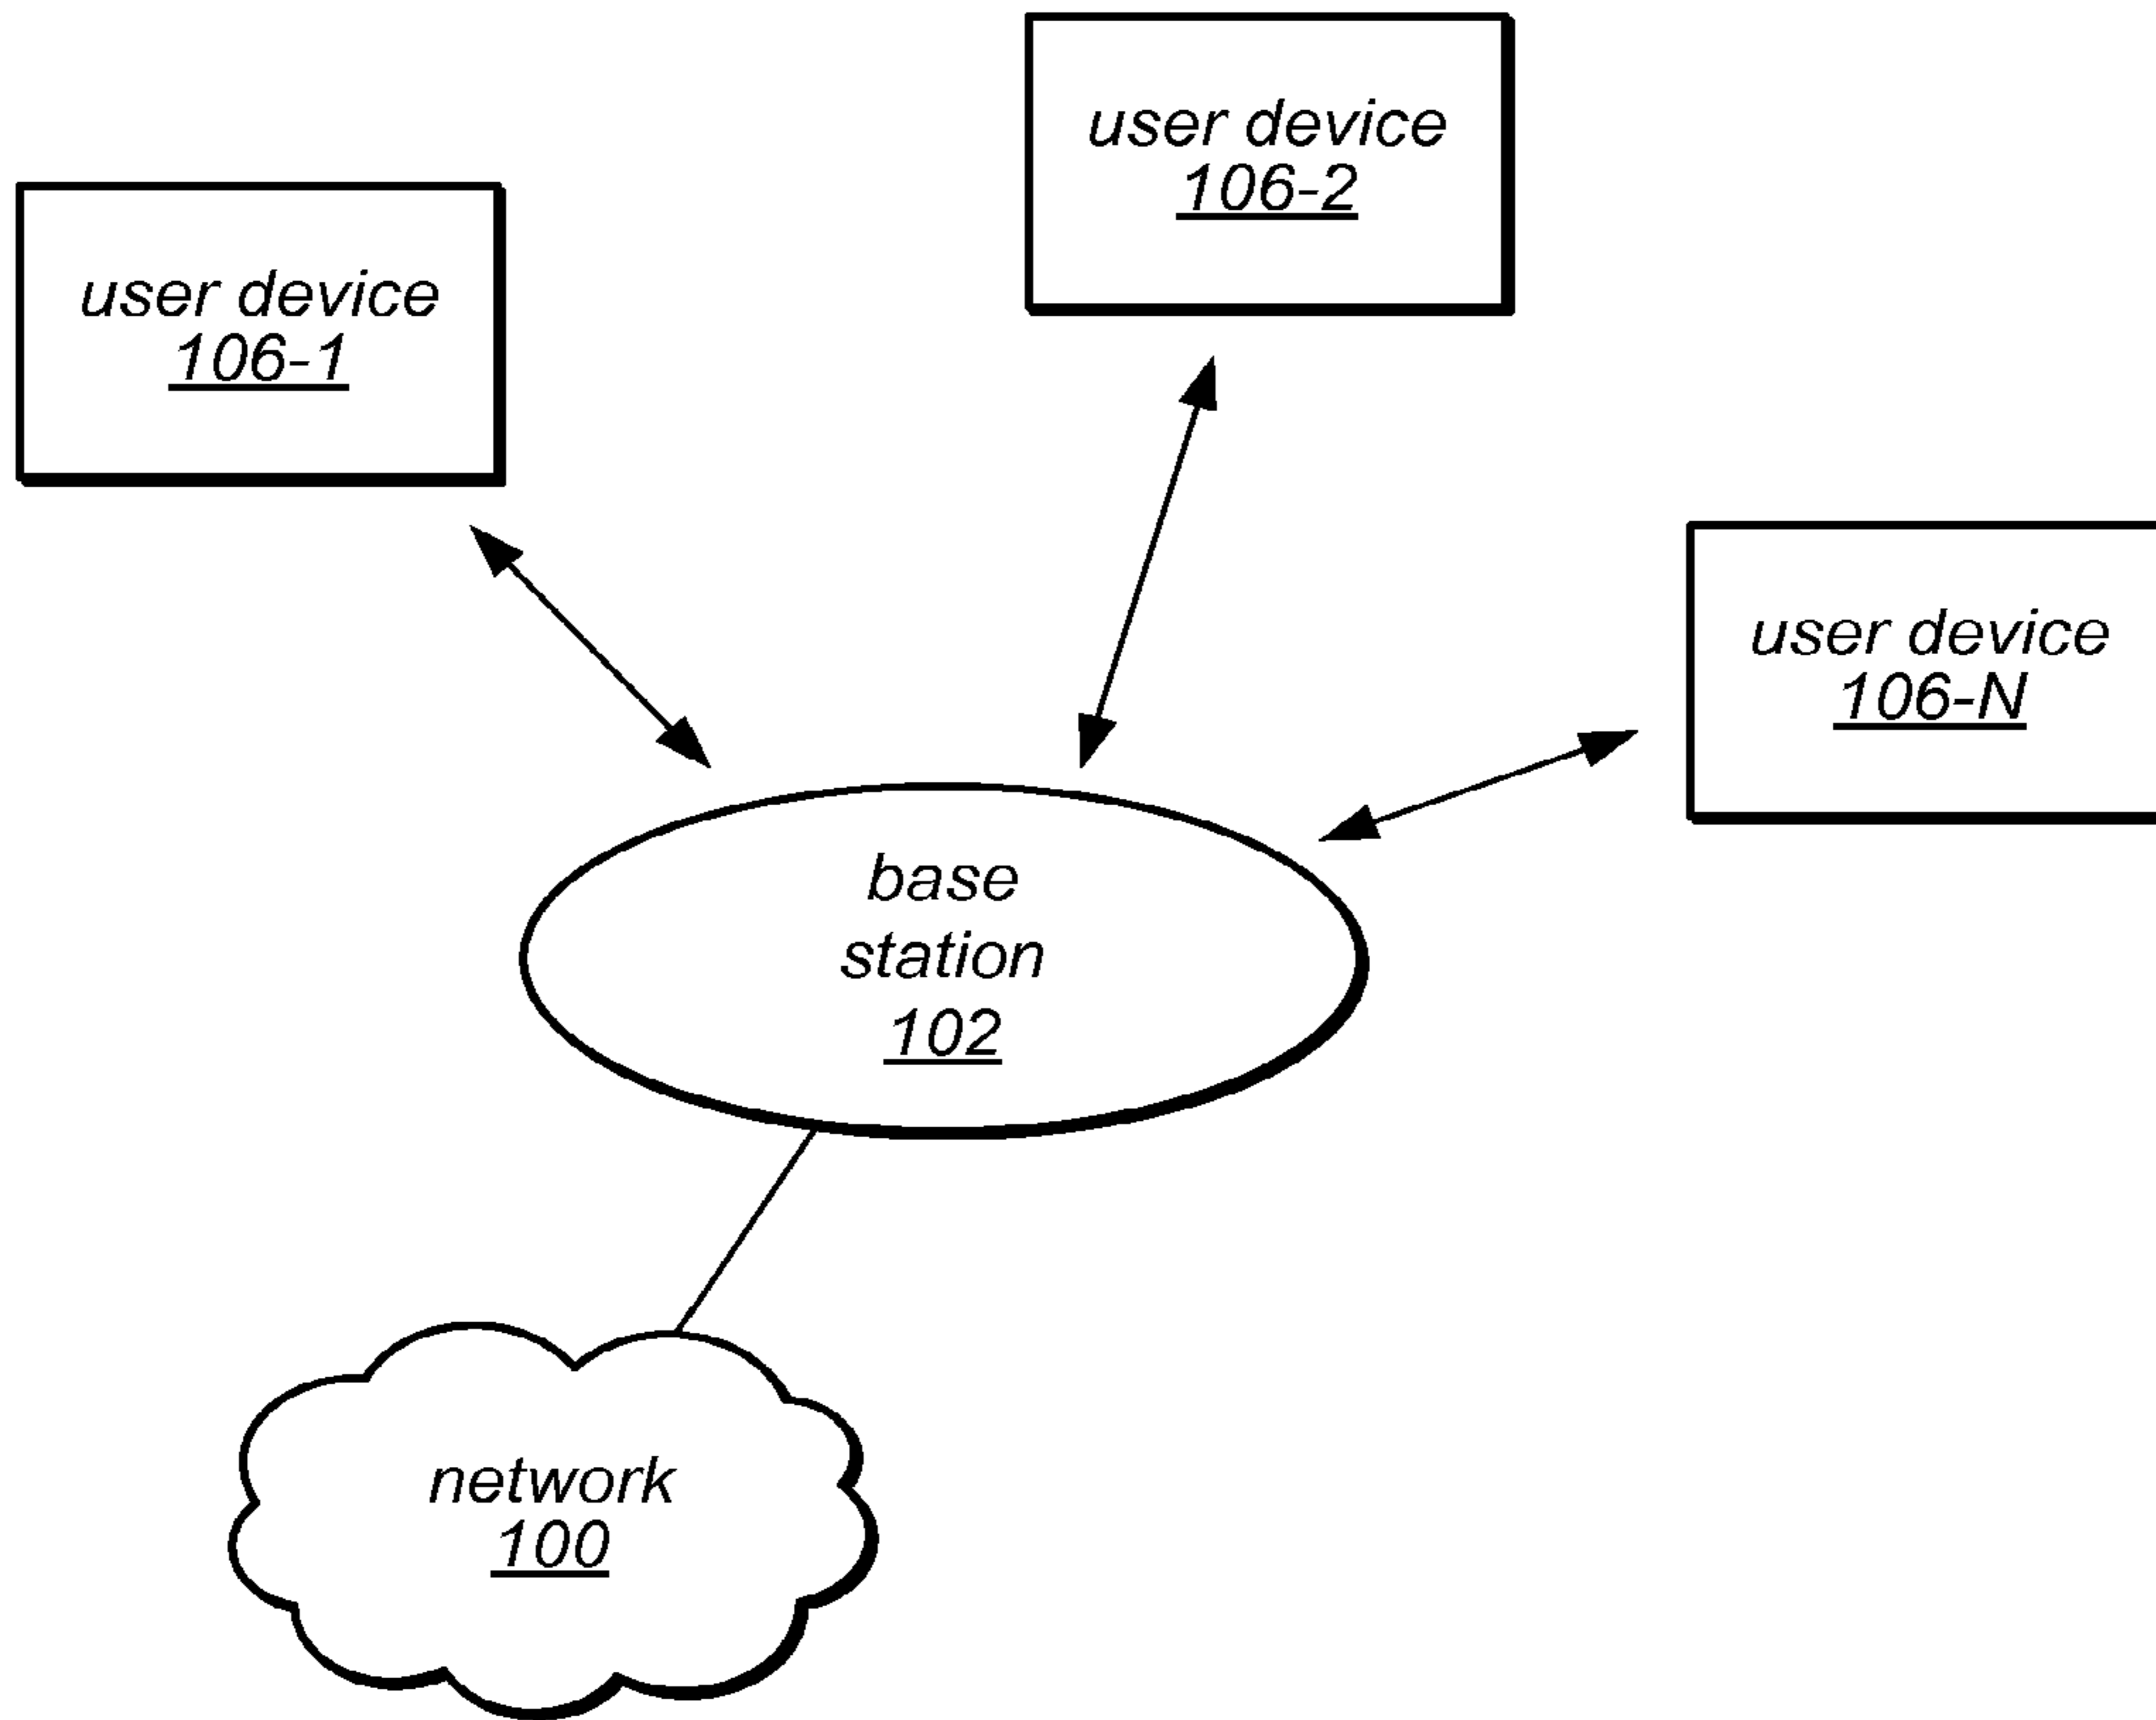 user device
106-2
user device
106-1
user device
106-N
base
station
102
network
100